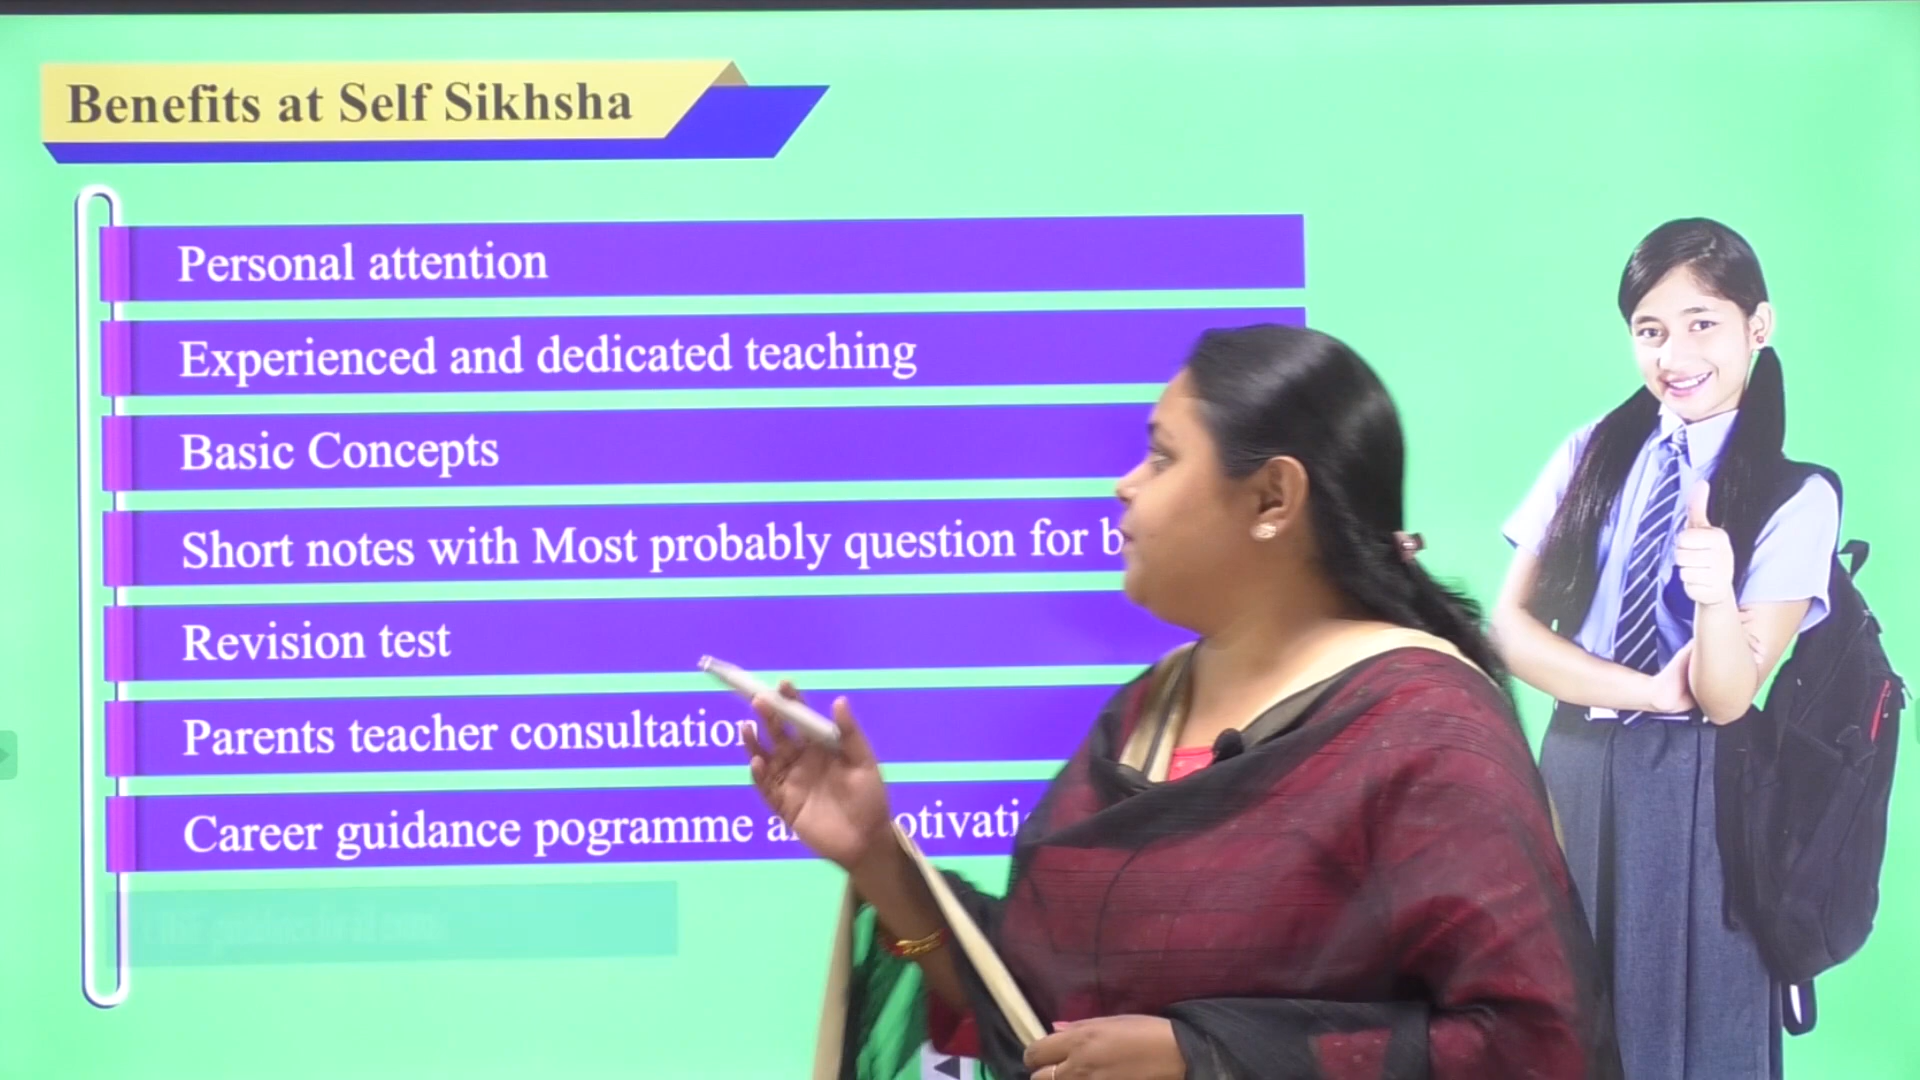 Benefits at Self Sikhsha
Personal attention
Experienced and dedicated teaching
Basic Concepts
Short notes with Most probably question for
Revision test
Parents teacher consultation
Career guidance pogramme